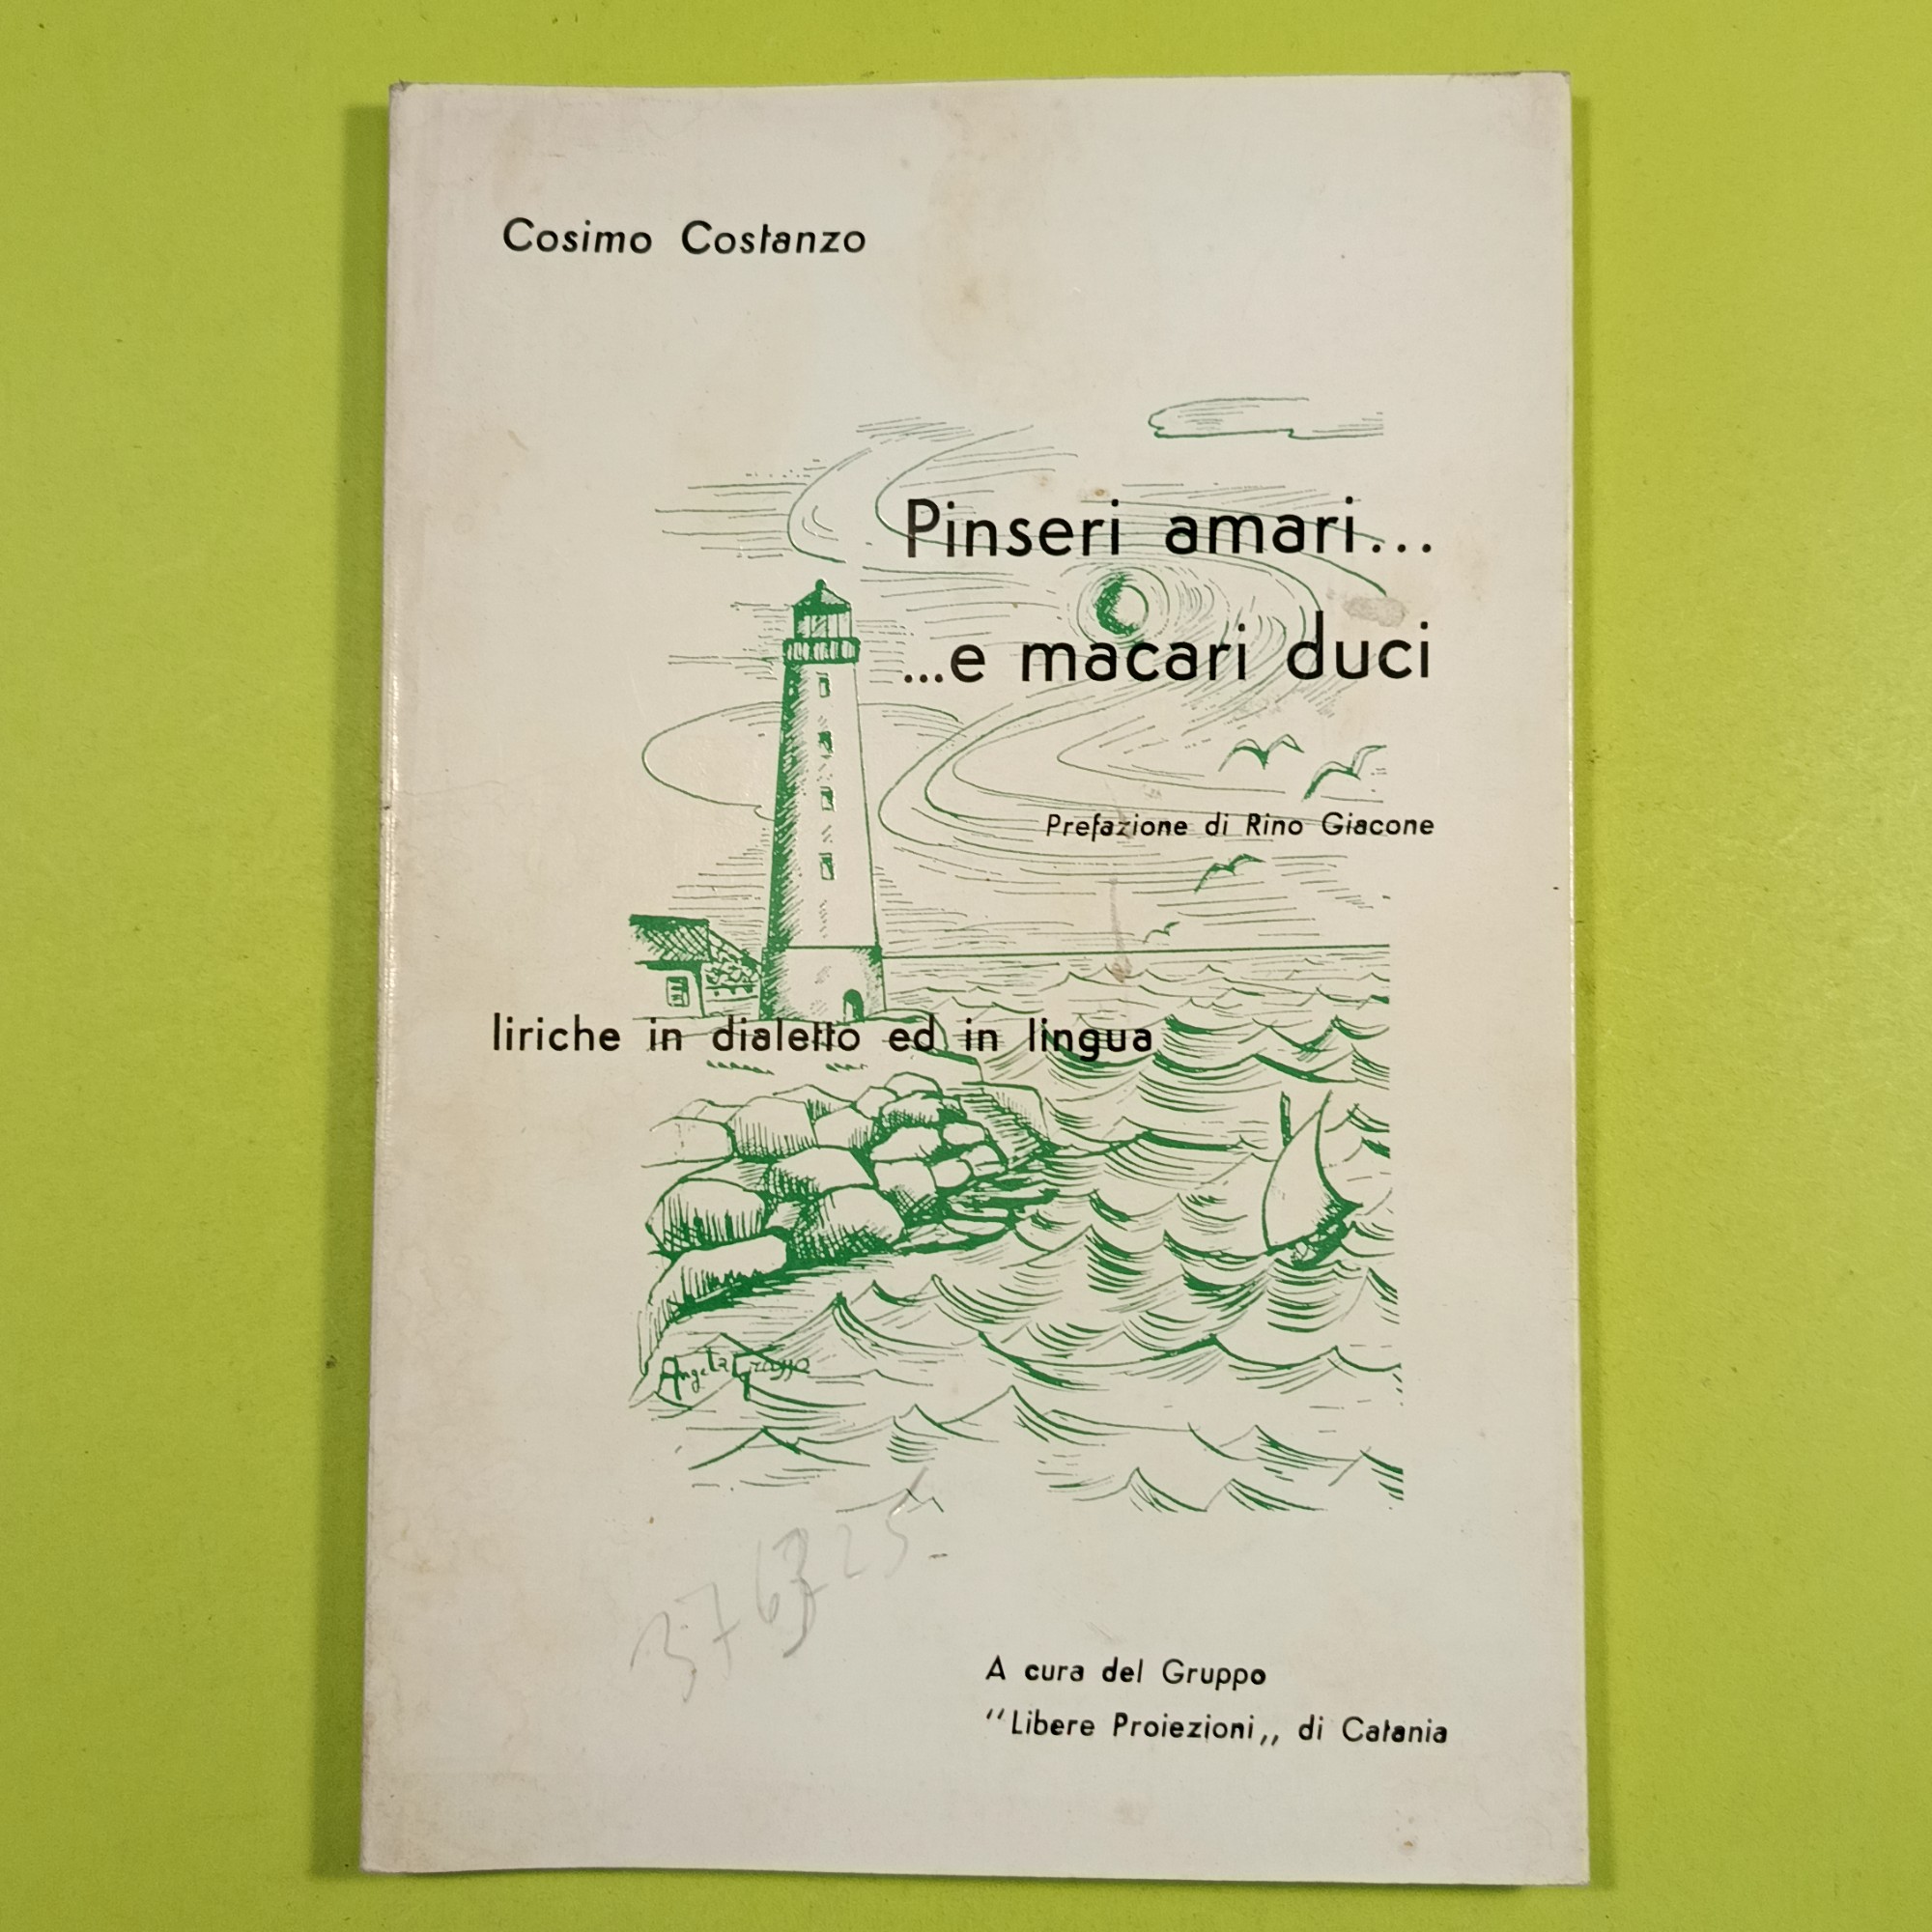 Cosimo Costanzo
Pinseri amari...
...e macari duci
Prefazione di Rino Giacone
liriche in dialetto ed in lingua
A cura del Gruppo
"Libere Proiezioni„ di Catania